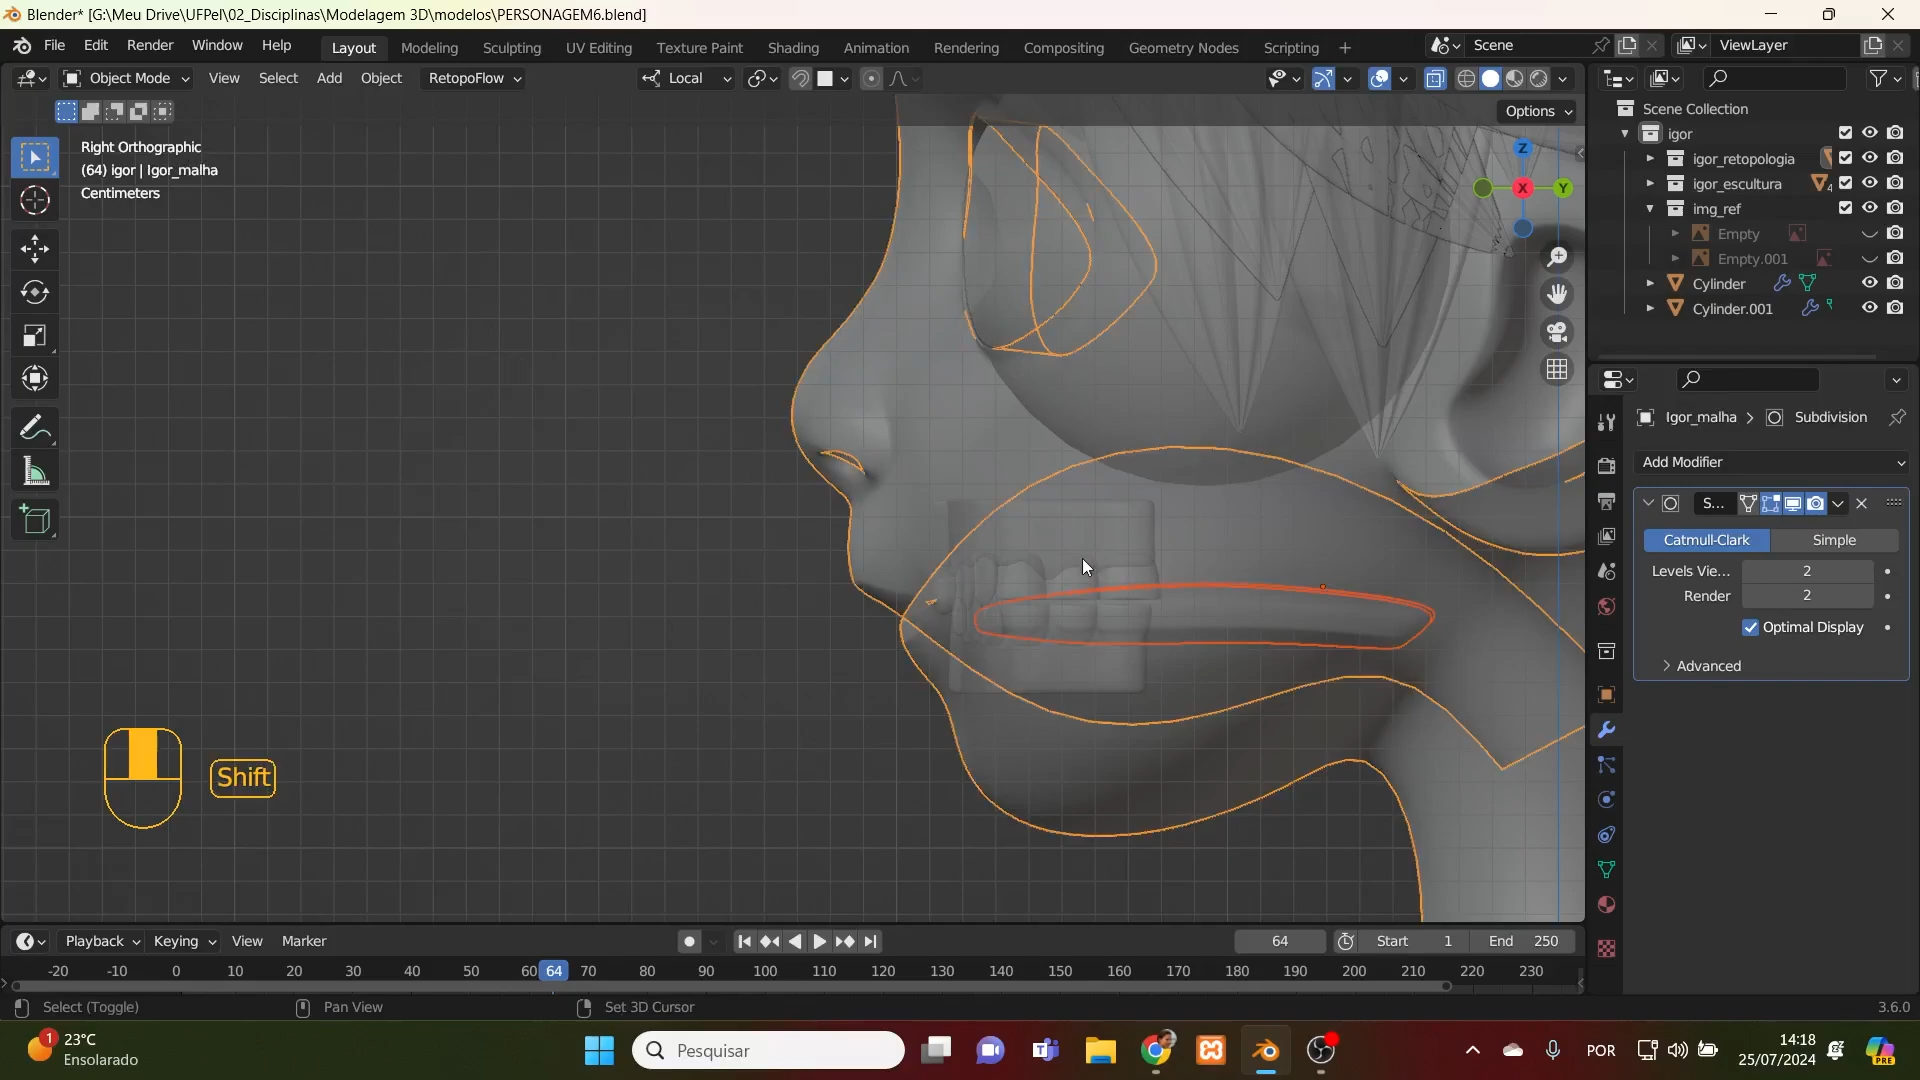 Blender* [G:\Meu Drive\UFPel\02_Disciplinas\Modelagem 3D\modelos\PERSONAGEM6.blend]
File Edit Render Window Help Layout Modeling Sculpting UV Editing Texture Paint Shading Animation Rendering Compositing Geometry Nodes Scripting + Scene ViewLayer
Object Mode View Select Add Object RetopoFlow Local
Options
Right Orthographic
(64) igor | Igor_malha
Centimeters
Z
X
Y
Scene Collection
igor
igor_retopologia
igor_escultura 4
img_ref
Empty
Empty.001
Cylinder
Cylinder.001
Igor_malha > Subdivision
Add Modifier
S...
Catmull-Clark Simple
Levels Vie... 2
Render 2
Optimal Display
Advanced
Shift
Playback Keying View Marker 64 Start 1 End 250
-20 -10 0 10 20 30 40 50 60 64 70 80 90 100 110 120 130 140 150 160 170 180 190 200 210 220 230
Select (Toggle) Pan View Set 3D Cursor 3.6.0
1 23°C
Ensolarado
Pesquisar
POR
14:18
25/07/2024
PRE